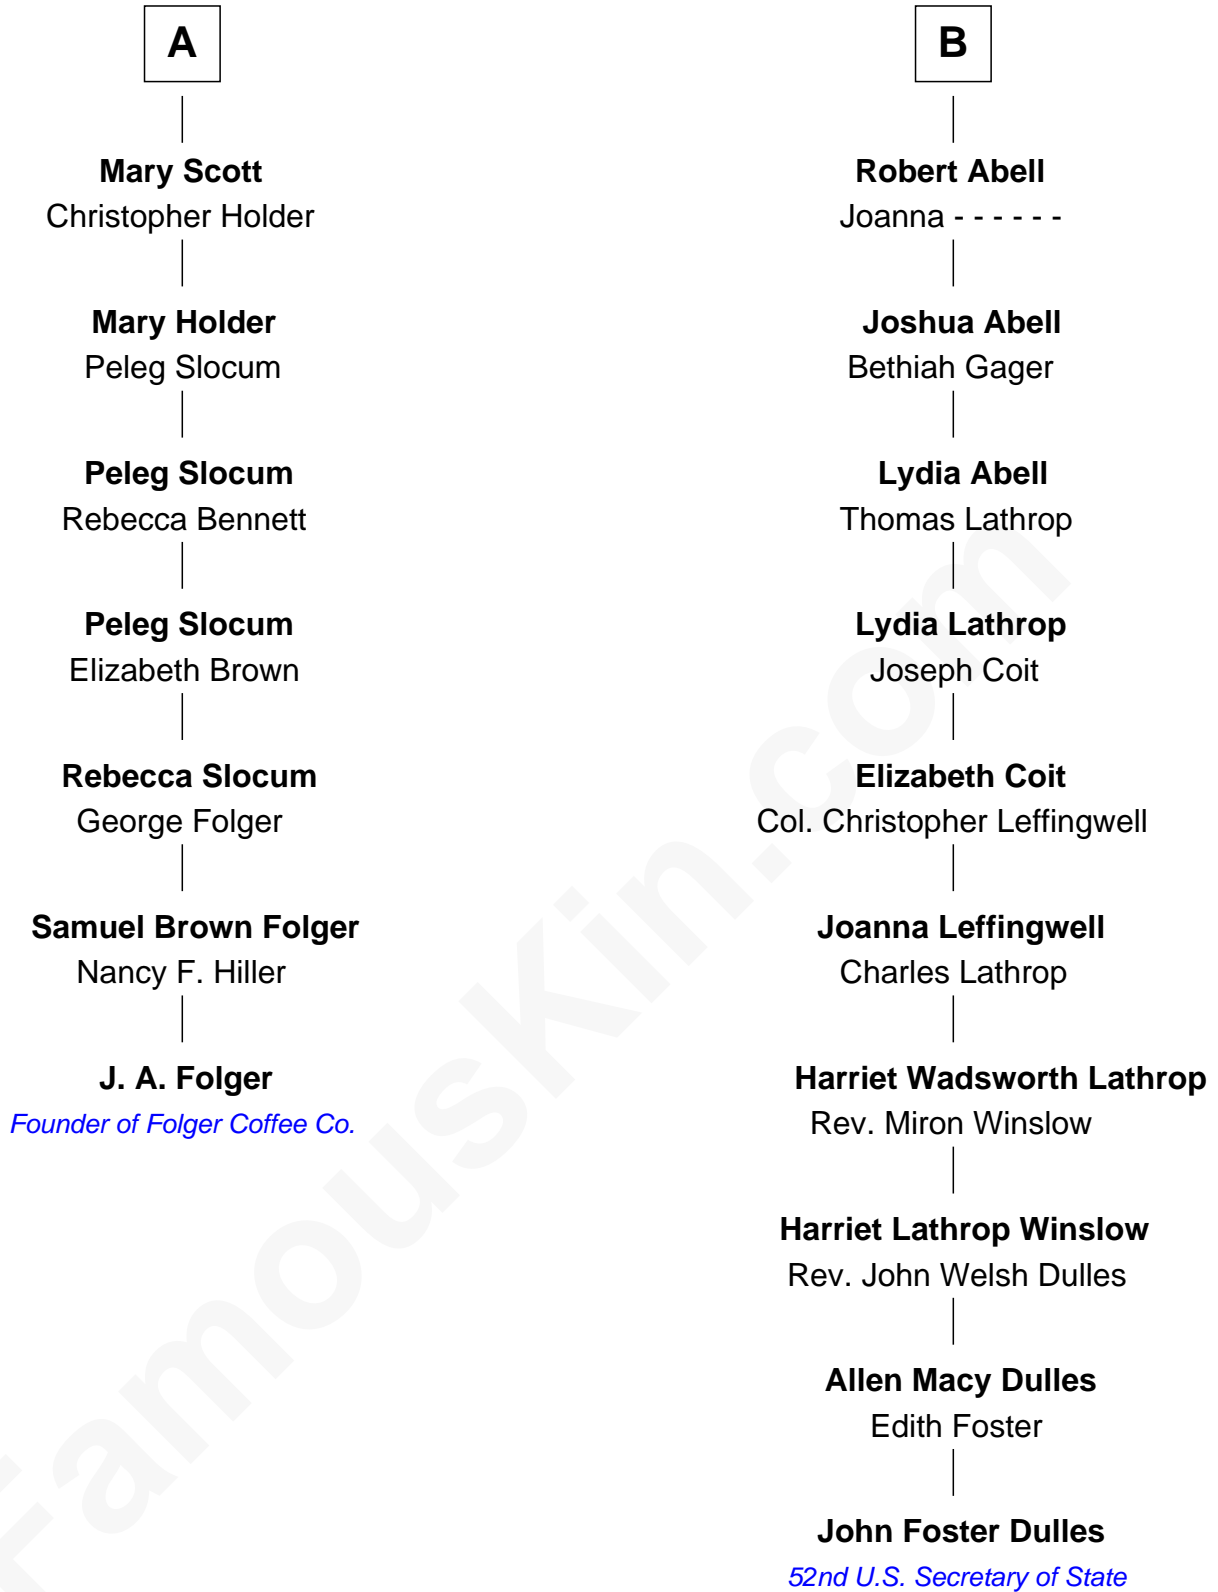 A
Mary Scott
Christopher Holder
Mary Holder
Peleg Slocum
Peleg Slocum
Rebecca Bennett
Peleg Slocum
Elizabeth Brown
Rebecca Slocum
George Folger
Samuel Brown Folger
Nancy F. Hiller
J. A. Folger
Founder of Folger Coffee Co.
B
Robert Abell
Joanna - - - - - -
Joshua Abell
Bethiah Gager
Lydia Abell
Thomas Lathrop
Lydia Lathrop
Joseph Coit
Elizabeth Coit
Col. Christopher Leffingwell
Joanna Leffingwell
Charles Lathrop
Harriet Wadsworth Lathrop
Rev. Miron Winslow
Harriet Lathrop Winslow
Rev. John Welsh Dulles
Allen Macy Dulles
Edith Foster
John Foster Dulles
52nd U.S. Secretary of State
FamousKin.com